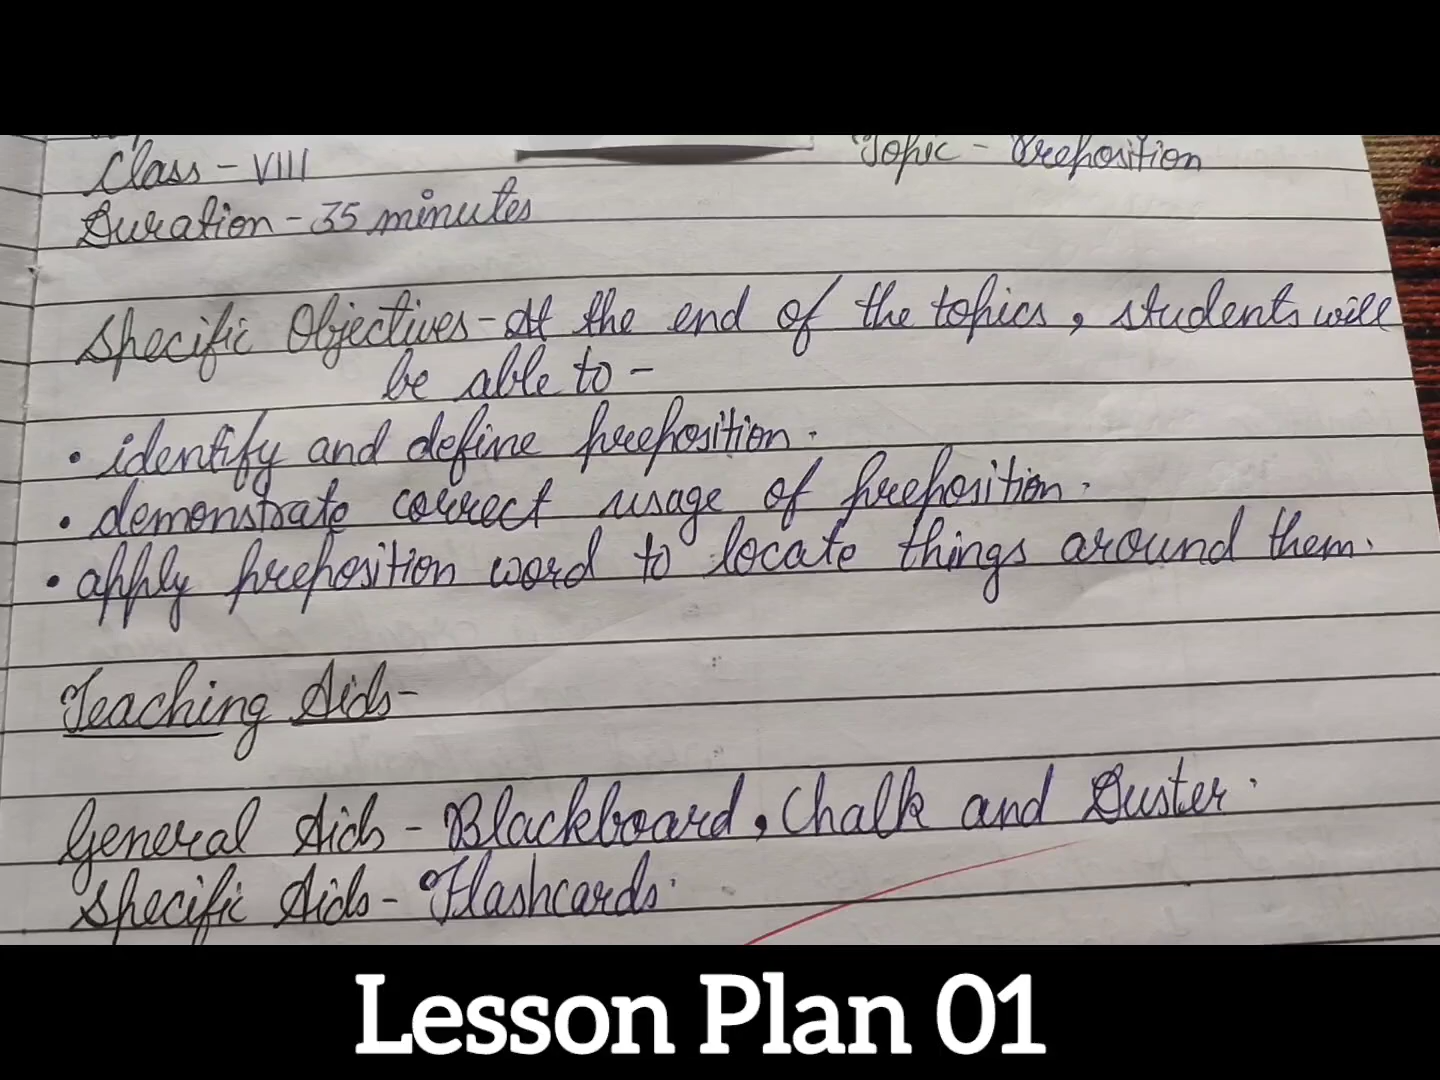 Class - VIII
Topic - Preposition
Duration - 35 minutes
Specific Objectives - At the end of the topics, students will
be able to -
• identify and define preposition.
• demonstrate correct usage of preposition.
• apply preposition word to locate things around them.
Teaching Aids -
General Aids - Blackboard, Chalk and Duster.
Specific Aids - Flashcards.
Lesson Plan 01